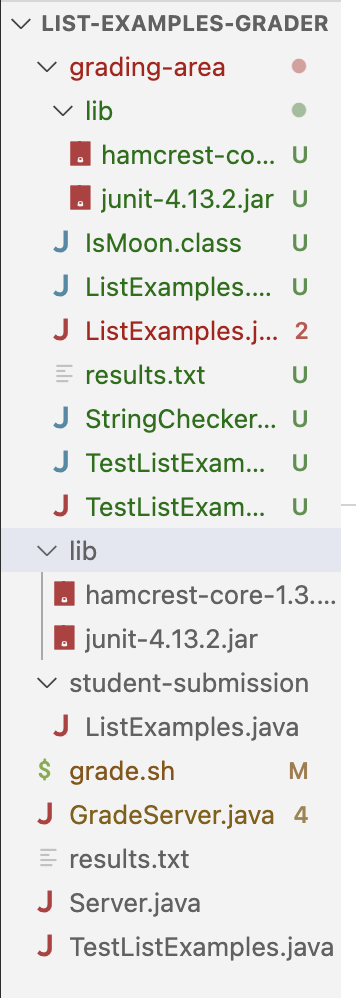 LIST-EXAMPLES-GRADER
grading-area
lib
hamcrest-co... U
junit-4.13.2.jar U
IsMoon.class U
ListExamples.... U
ListExamples.j... 2
results.txt U
StringChecker... U
TestListExam... U
TestListExam... U
lib
hamcrest-core-1.3....
junit-4.13.2.jar
student-submission
ListExamples.java
$ grade.sh M
GradeServer.java 4
results.txt
Server.java
TestListExamples.java